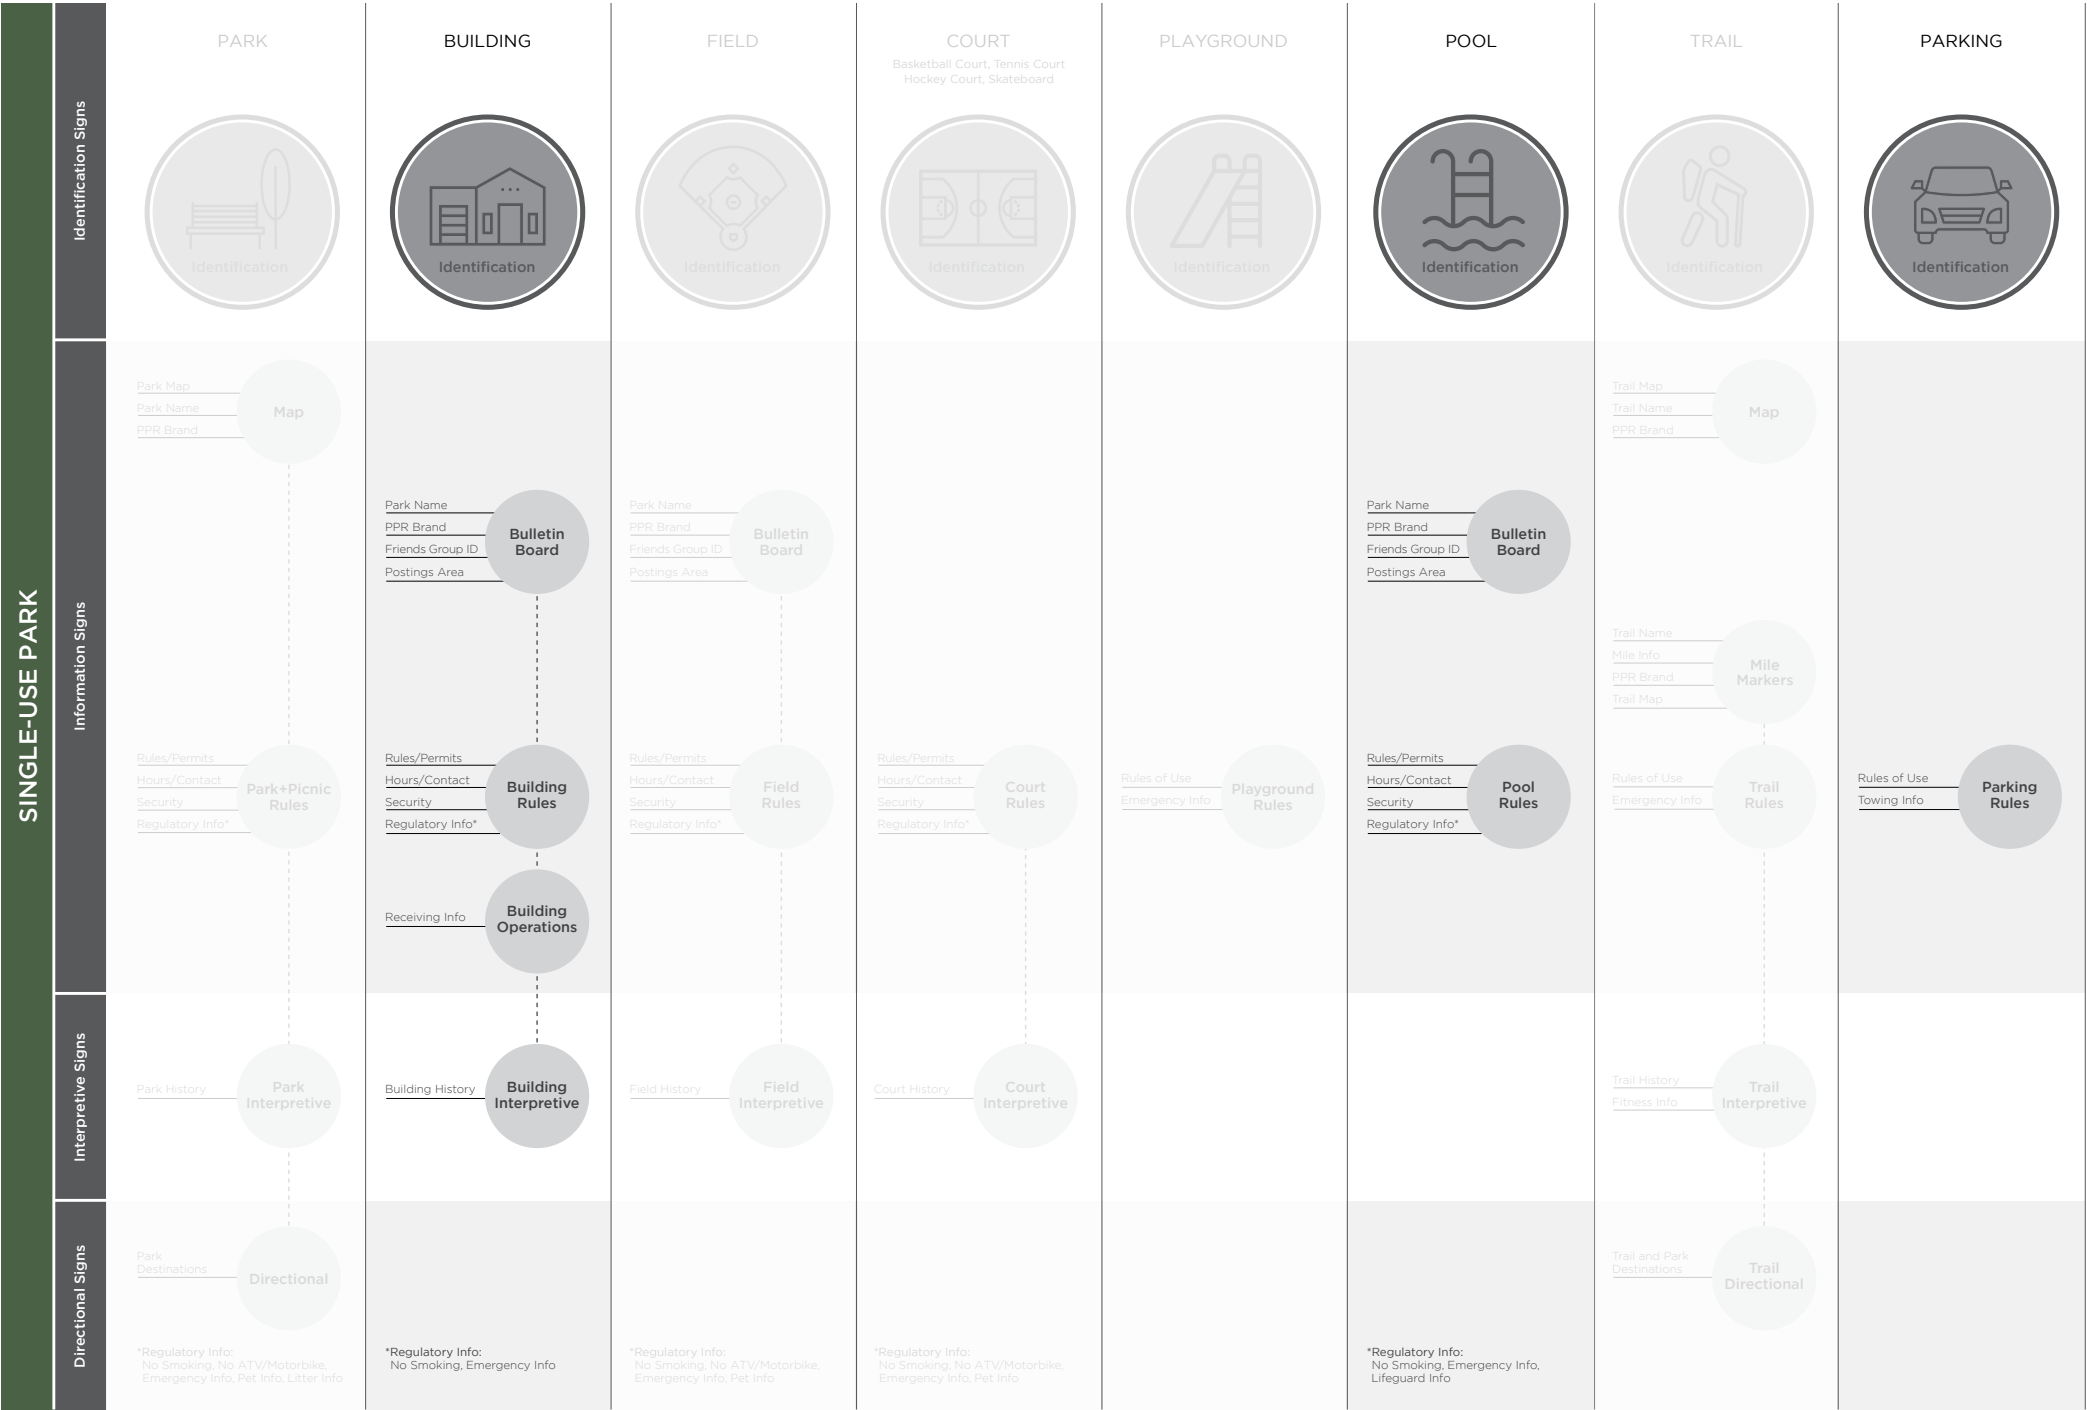 SINGLE-USE PARK
Identification Signs
Information Signs
Interpretive Signs
Directional Signs
PARK
Identification
Park Map
Park Name
PPR Brand
Map
Rules/Permits
Hours/Contact
Security
Regulatory Info*
Park+Picnic
Rules
Park History
Park
Interpretive
Park
Destinations
Directional
*Regulatory Info:
No Smoking, No ATV/Motorbike,
Emergency Info, Pet Info, Litter Info
BUILDING
Identification
Park Name
PPR Brand
Friends Group ID
Postings Area
Bulletin
Board
Rules/Permits
Hours/Contact
Security
Regulatory Info*
Building
Rules
Receiving Info
Building
Operations
Building History
Building
Interpretive
*Regulatory Info:
No Smoking, Emergency Info
FIELD
Identification
Park Name
PPR Brand
Friends Group ID
Postings Area
Bulletin
Board
Rules/Permits
Hours/Contact
Security
Regulatory Info*
Field
Rules
Field History
Field
Interpretive
*Regulatory Info:
No Smoking, No ATV/Motorbike,
Emergency Info, Pet Info
COURT
Basketball Court, Tennis Court
Hockey Court, Skateboard
Identification
Rules/Permits
Hours/Contact
Security
Regulatory Info*
Court
Rules
Court History
Court
Interpretive
*Regulatory Info:
No Smoking, No ATV/Motorbike,
Emergency Info, Pet Info
PLAYGROUND
Identification
Rules of Use
Emergency Info
Playground
Rules
POOL
Identification
Park Name
PPR Brand
Friends Group ID
Postings Area
Bulletin
Board
Rules/Permits
Hours/Contact
Security
Regulatory Info*
Pool
Rules
*Regulatory Info:
No Smoking, Emergency Info,
Lifeguard Info
TRAIL
Identification
Trail Map
Trail Name
PPR Brand
Map
Trail Name
Mile Info
PPR Brand
Trail Map
Mile
Markers
Rules of Use
Emergency Info
Trail
Rules
Trail History
Fitness Info
Trail
Interpretive
Trail and Park
Destinations
Trail
Directional
PARKING
Identification
Rules of Use
Towing Info
Parking
Rules